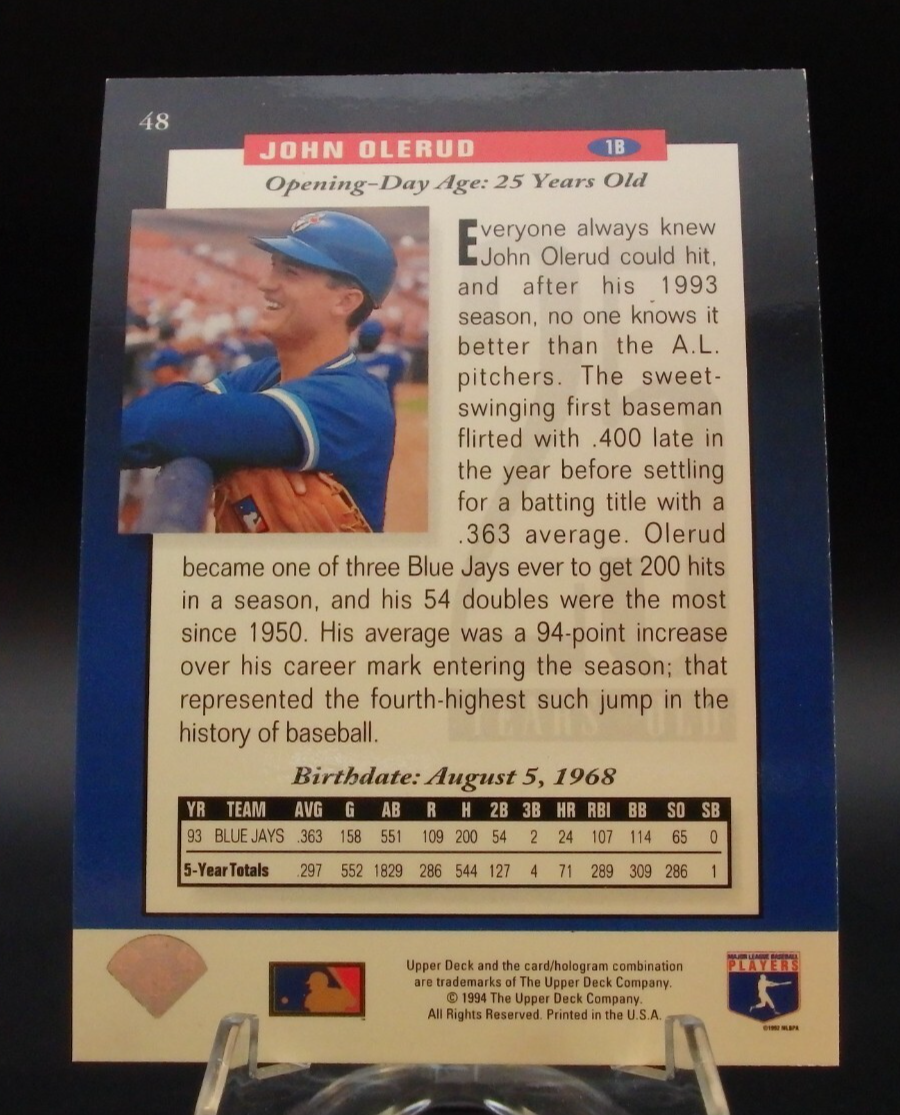 48
JOHN OLERUD 1B
Opening-Day Age: 25 Years Old
Everyone always knew
John Olerud could hit,
and after his 1993
season, no one knows it
better than the A.L.
pitchers. The sweet-
swinging first baseman
flirted with .400 late in
the year before settling
for a batting title with a
.363 average. Olerud
became one of three Blue Jays ever to get 200 hits
in a season, and his 54 doubles were the most
since 1950. His average was a 94-point increase
over his career mark entering the season; that
represented the fourth-highest such jump in the
history of baseball.
YEARS OLD
Birthdate: August 5, 1968
YR TEAM AVG G AB R H 2B 3B HR RBI BB SO SB
93 BLUE JAYS .363 158 551 109 200 54 2 24 107 114 65 0
5-Year Totals .297 552 1829 286 544 127 4 71 289 309 286 1
Upper Deck and the card/hologram combination
are trademarks of The Upper Deck Company.
© 1994 The Upper Deck Company.
All Rights Reserved. Printed in the U.S.A.
MAJOR LEAGUE BASEBALL
PLAYERS
©1992 MLBPA